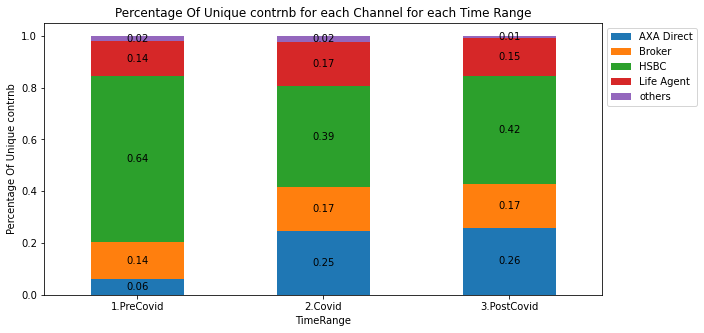 Percentage Of Unique contrnb for each Channel for each Time Range
AXA Direct
Broker
HSBC
Life Agent
others
Percentage Of Unique contrnb
1.0
0.8
0.6
0.4
0.2
0.0
0.02
0.14
0.64
0.14
0.06
0.02
0.17
0.39
0.17
0.25
0.01
0.15
0.42
0.17
0.26
1.PreCovid
2.Covid
3.PostCovid
TimeRange